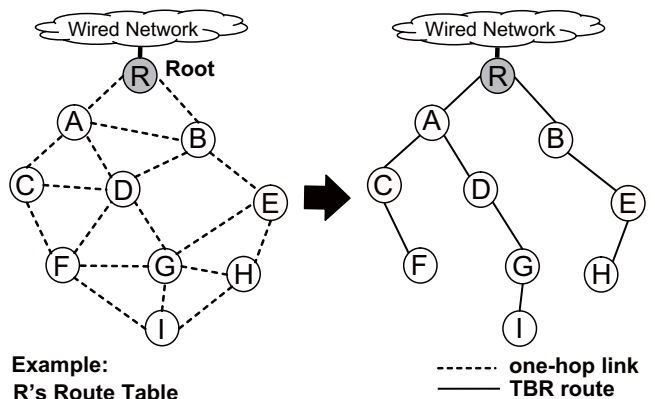 Wired Network
Wired Network
R
Root
R
A
B
A
B
C
D
E
C
D
E
F
G
H
F
G
H
I
I
Example:
R's Route Table
one-hop link
TBR route